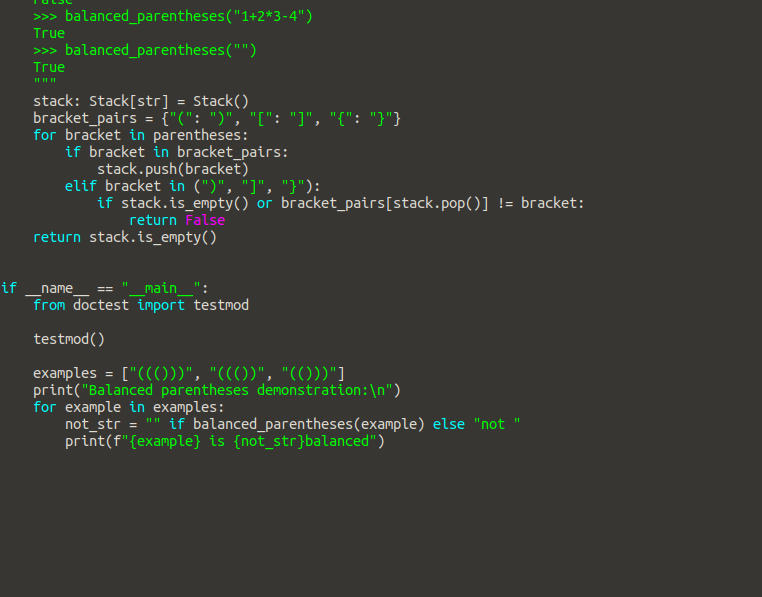 False
    >>> balanced_parentheses("1+2*3-4")
    True
    >>> balanced_parentheses("")
    True
    """
    stack: Stack[str] = Stack()
    bracket_pairs = {"(": ")", "[": "]", "{": "}"}
    for bracket in parentheses:
        if bracket in bracket_pairs:
            stack.push(bracket)
        elif bracket in (")", "]", "}"):
            if stack.is_empty() or bracket_pairs[stack.pop()] != bracket:
                return False
    return stack.is_empty()


if __name__ == "__main__":
    from doctest import testmod

    testmod()

    examples = ["((()))", "((())", "(()))"]
    print("Balanced parentheses demonstration:\n")
    for example in examples:
        not_str = "" if balanced_parentheses(example) else "not "
        print(f"{example} is {not_str}balanced")